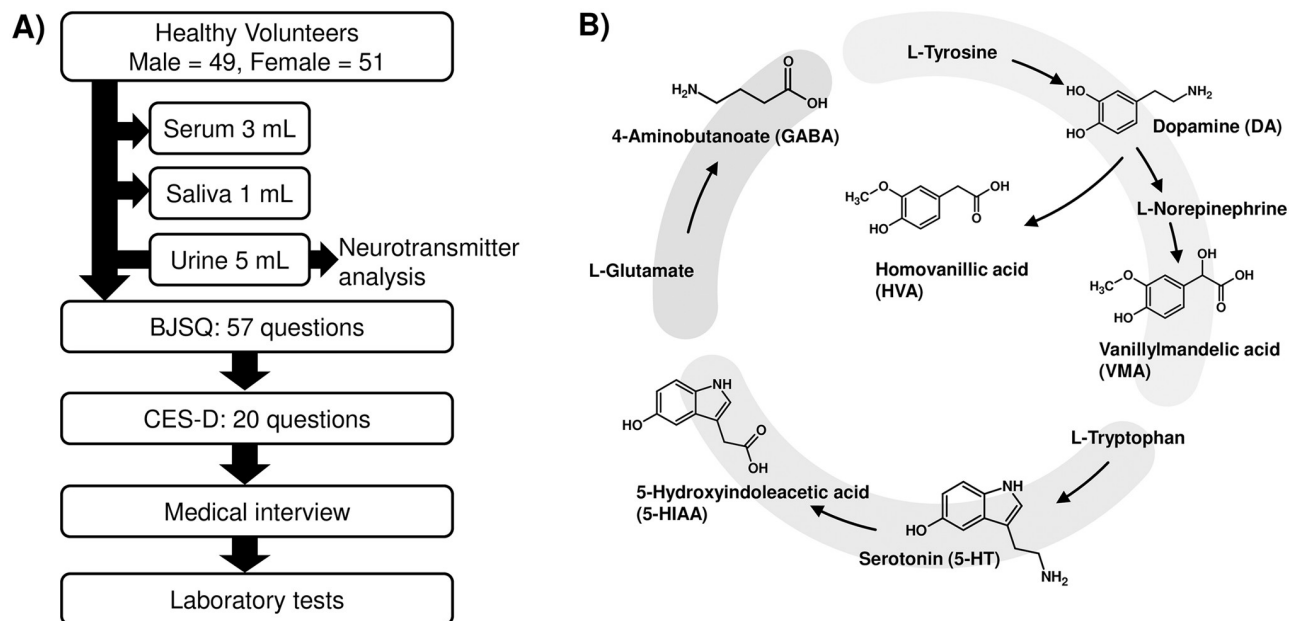 A)
Healthy Volunteers
Male = 49, Female = 51
Serum 3 mL
Saliva 1 mL
Urine 5 mL
Neurotransmitter
analysis
BJSQ: 57 questions
CES-D: 20 questions
Medical interview
Laboratory tests
B)
L-Tyrosine
HO
HO
NH2
Dopamine (DA)
H2N
O
OH
4-Aminobutanoate (GABA)
L-Glutamate
H3C
O
HO
OH
O
Homovanillic acid
(HVA)
L-Norepinephrine
OH
H3C
O
HO
OH
O
Vanillylmandelic acid
(VMA)
L-Tryptophan
NH
HO
NH2
Serotonin (5-HT)
NH
HO
O
OH
5-Hydroxyindoleacetic acid
(5-HIAA)